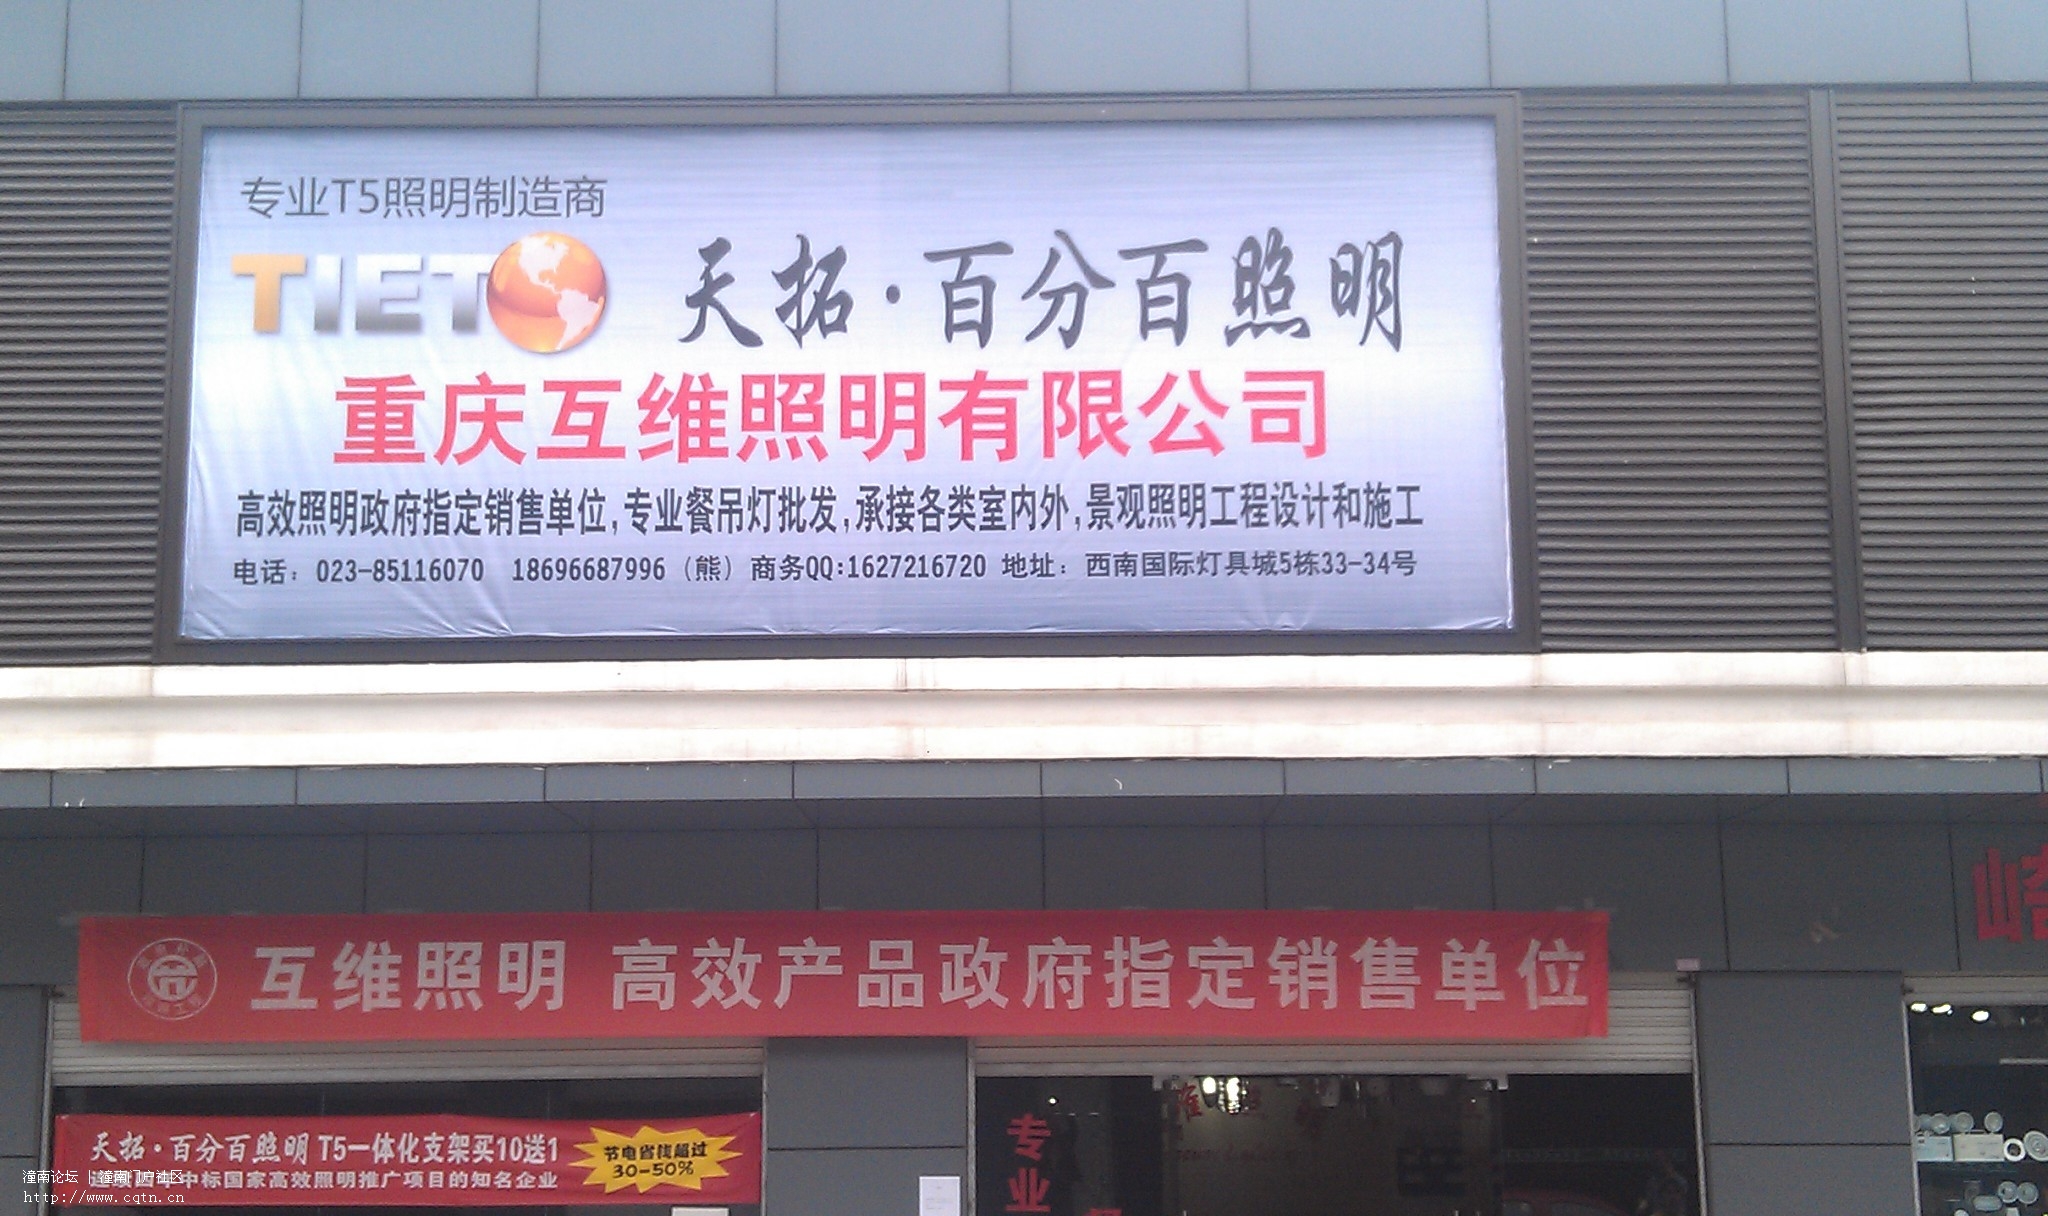 专业T5照明制造商
TIETO 天拓·百分百照明
重庆互维照明有限公司
高效照明政府指定销售单位,专业餐吊灯批发,承接各类室内外,景观照明工程设计和施工
电话：023-85116070 18696687996（熊）商务QQ:1627216720 地址：西南国际灯具城5栋33-34号
互维照明 高效产品政府指定销售单位
天拓·百分百照明 T5一体化支架买10送1
节电省钱超过
30-50%
中标国家高效照明推广项目的知名企业
专业
潼南论坛 | 潼南门户社区
http://www.cqtn.cn